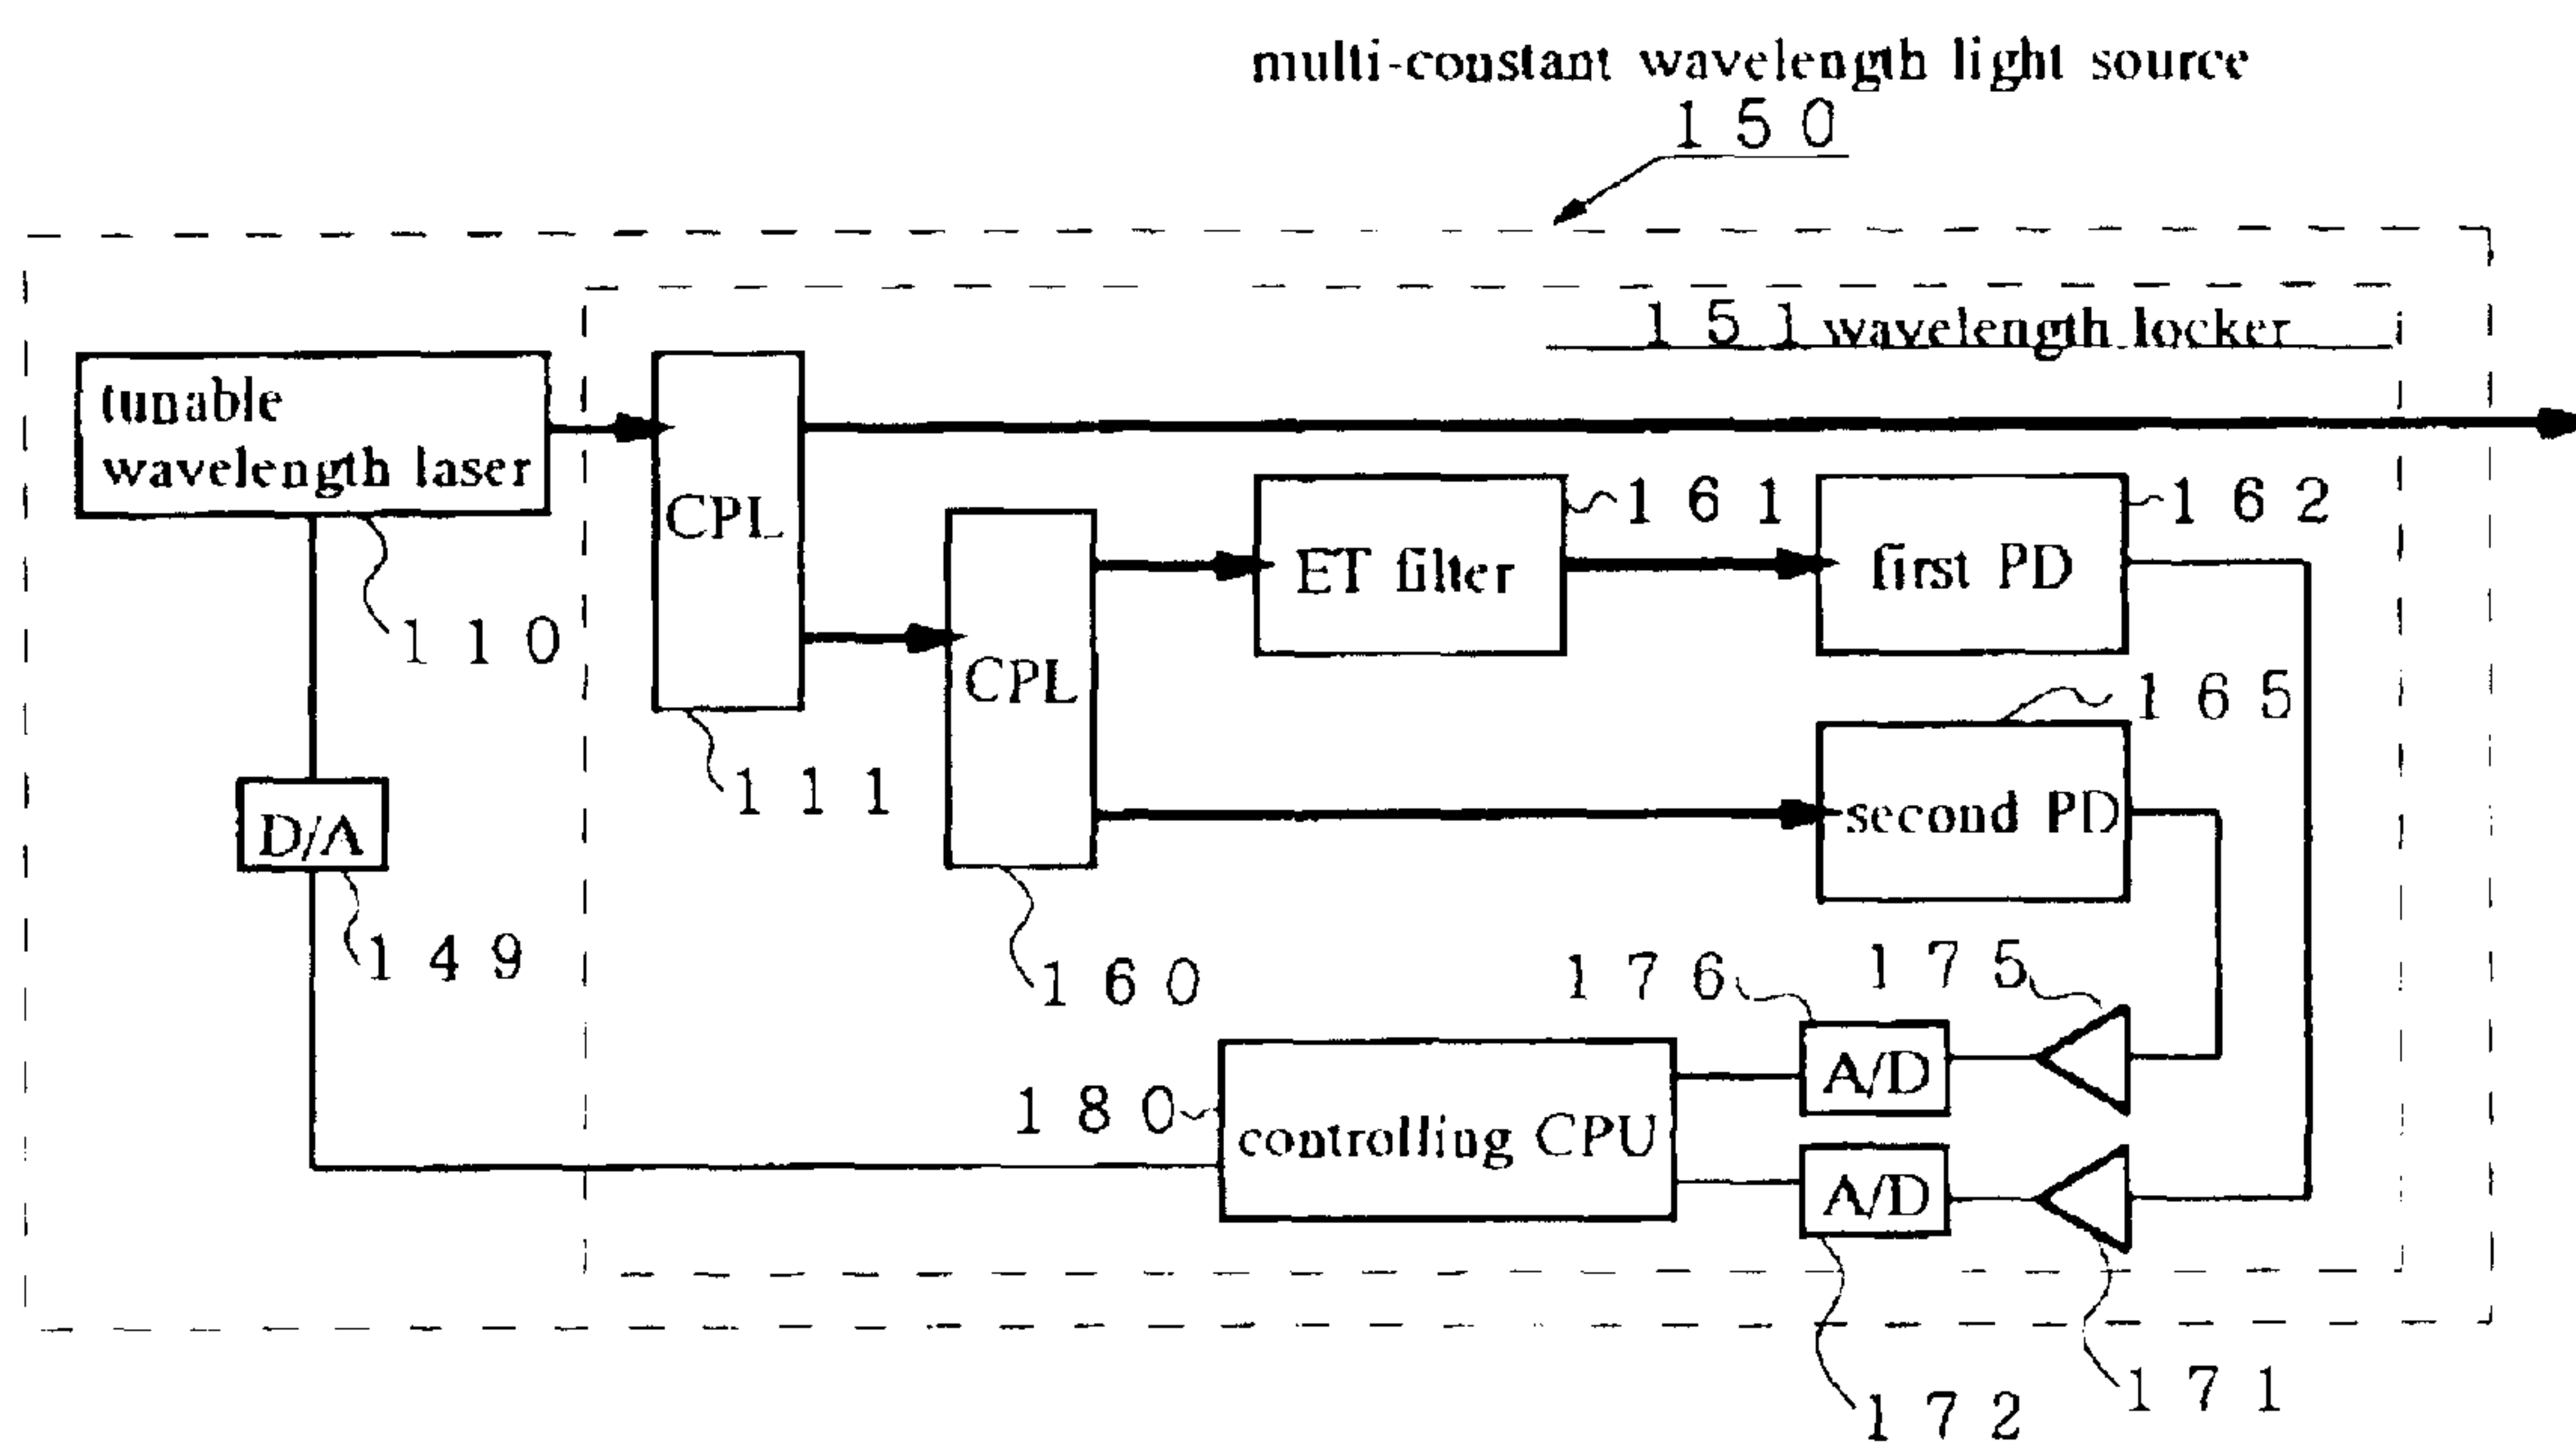 multi-constant wavelength light source
150
151 wavelength locker
tunable
wavelength laser
CPL
161
162
ET filter
first PD
110
CPL
165
111
second PD
D/A
149
160
176
175
A/D
180
controlling CPU
A/D
172
171